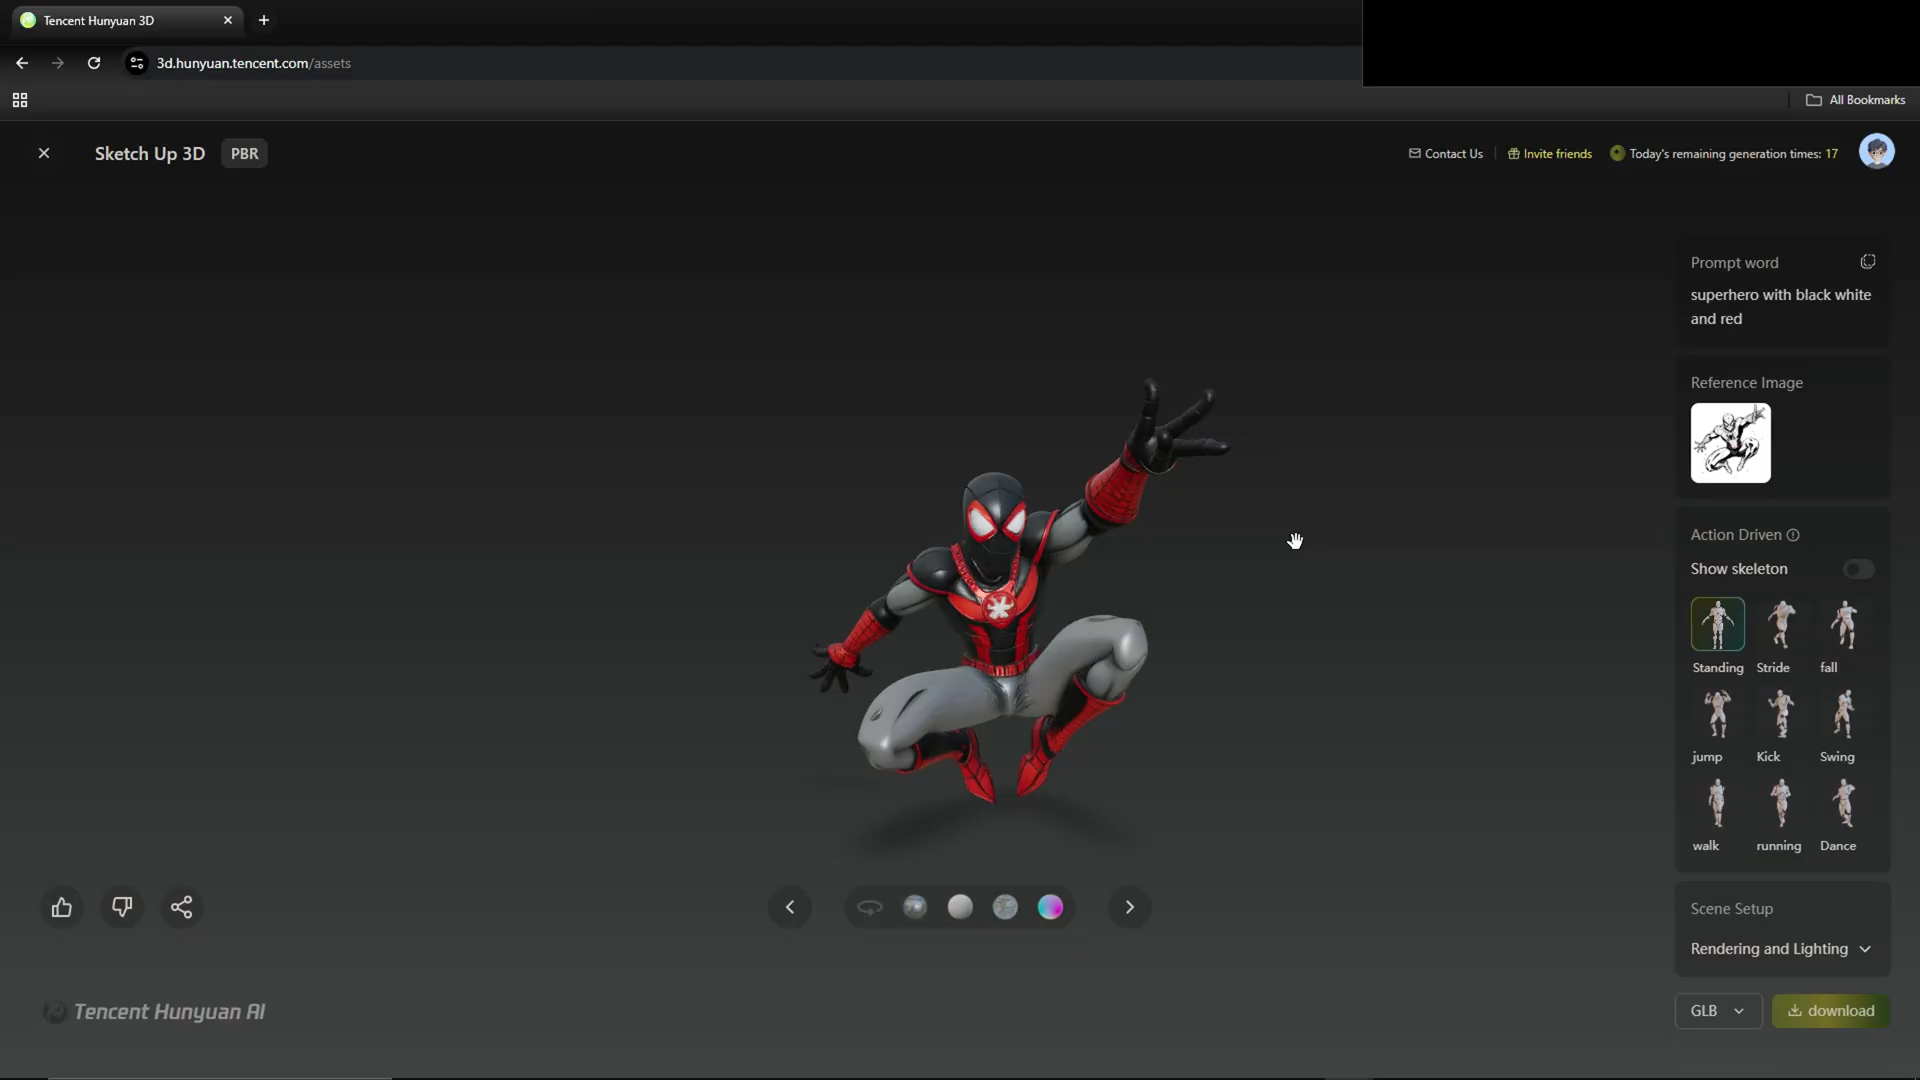 Tencent Hunyuan 3D
3d.hunyuan.tencent.com/assets
All Bookmarks
Sketch Up 3D PBR
Contact Us Invite friends Today's remaining generation times: 17
Prompt word
superhero with black white
and red
Reference Image
Action Driven
Show skeleton
Standing Stride fall
jump Kick Swing
walk running Dance
Scene Setup
Rendering and Lighting
Tencent Hunyuan AI
GLB download